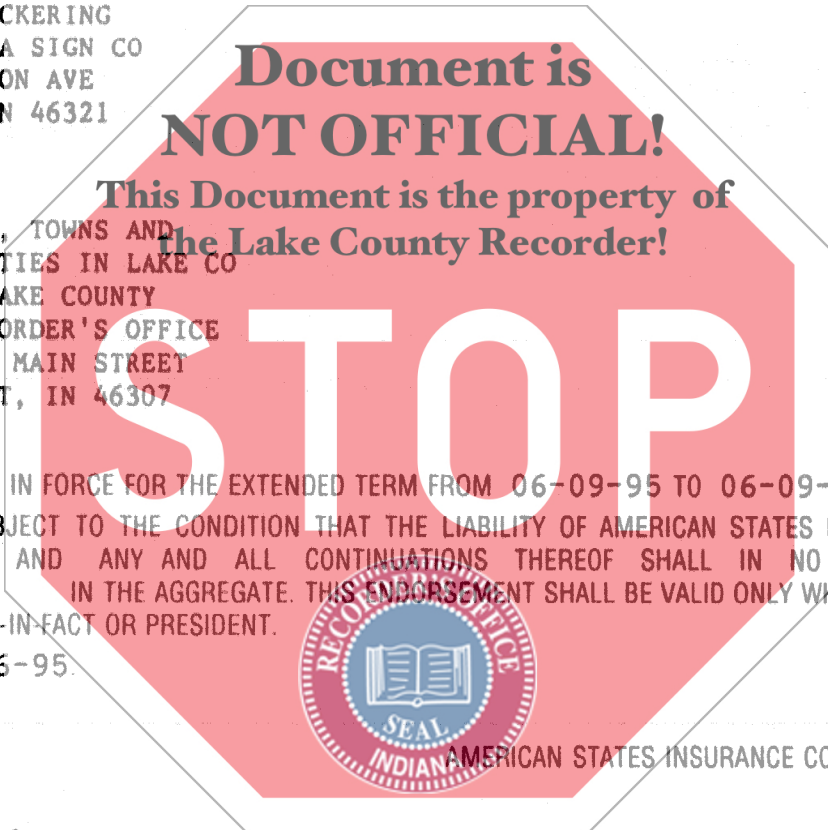 CKERING
A SIGN CO
ON AVE
N 46321
Document is
NOT OFFICIAL!
This Document is the property of
the Lake County Recorder!
, TOWNS AND
TIES IN LAKE CO
AKE COUNTY
ORDER'S OFFICE
MAIN STREET
T, IN 46307
STOP
IN FORCE FOR THE EXTENDED TERM FROM 06-09-95 TO 06-09-
BJECT TO THE CONDITION THAT THE LIABILITY OF AMERICAN STATES
AND ANY AND ALL CONTINUATIONS THEREOF SHALL IN NO
IN THE AGGREGATE. THIS ENDORSEMENT SHALL BE VALID ONLY WH
-IN-FACT OR PRESIDENT.
6-95.
RECORDER'S OFFICE
SEAL
INDIANA
AMERICAN STATES INSURANCE CO